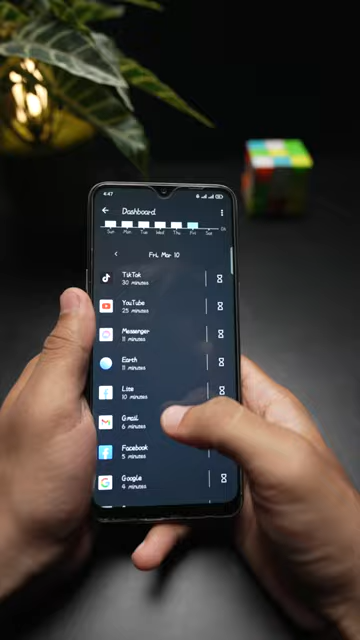 4:47
Dashboard
0h
Sun Mon Tue Wed Thu Fri Sat
Fri, Mar 10
TikTok
30 minutes
YouTube
25 minutes
Messenger
11 minutes
Earth
11 minutes
Lite
10 minutes
Gmail
6 minutes
Facebook
5 minutes
Google
4 minutes